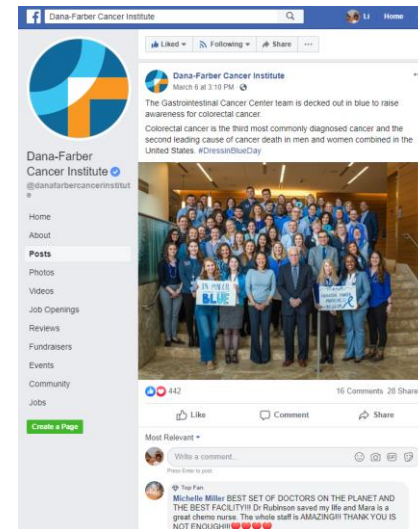 Dana-Farber Cancer Institute
Li Home
Liked Following Share
Dana-Farber Cancer Institute
March 6 at 3:10 PM
The Gastrointestinal Cancer Center team is decked out in blue to raise
awareness for colorectal cancer.
Colorectal cancer is the third most commonly diagnosed cancer and the
second leading cause of cancer death in men and women combined in the
United States. #DressInBlueDay
Dana-Farber
Cancer Institute
@danafarbercancerinstitut
e
Home
About
Posts
Photos
Videos
Job Openings
Reviews
Fundraisers
Events
Community
Jobs
Create a Page
BLUE
442
16 Comments 28 Share
Like Comment Share
Most Relevant
Write a comment...
Press Enter to post.
Top Fan
Michelle Miller BEST SET OF DOCTORS ON THE PLANET AND
THE BEST FACILITY!!! Dr Rubinson saved my life and Mara is a
great chemo nurse. The whole staff is AMAZING!!! THANK YOU IS
NOT ENOUGH!!!